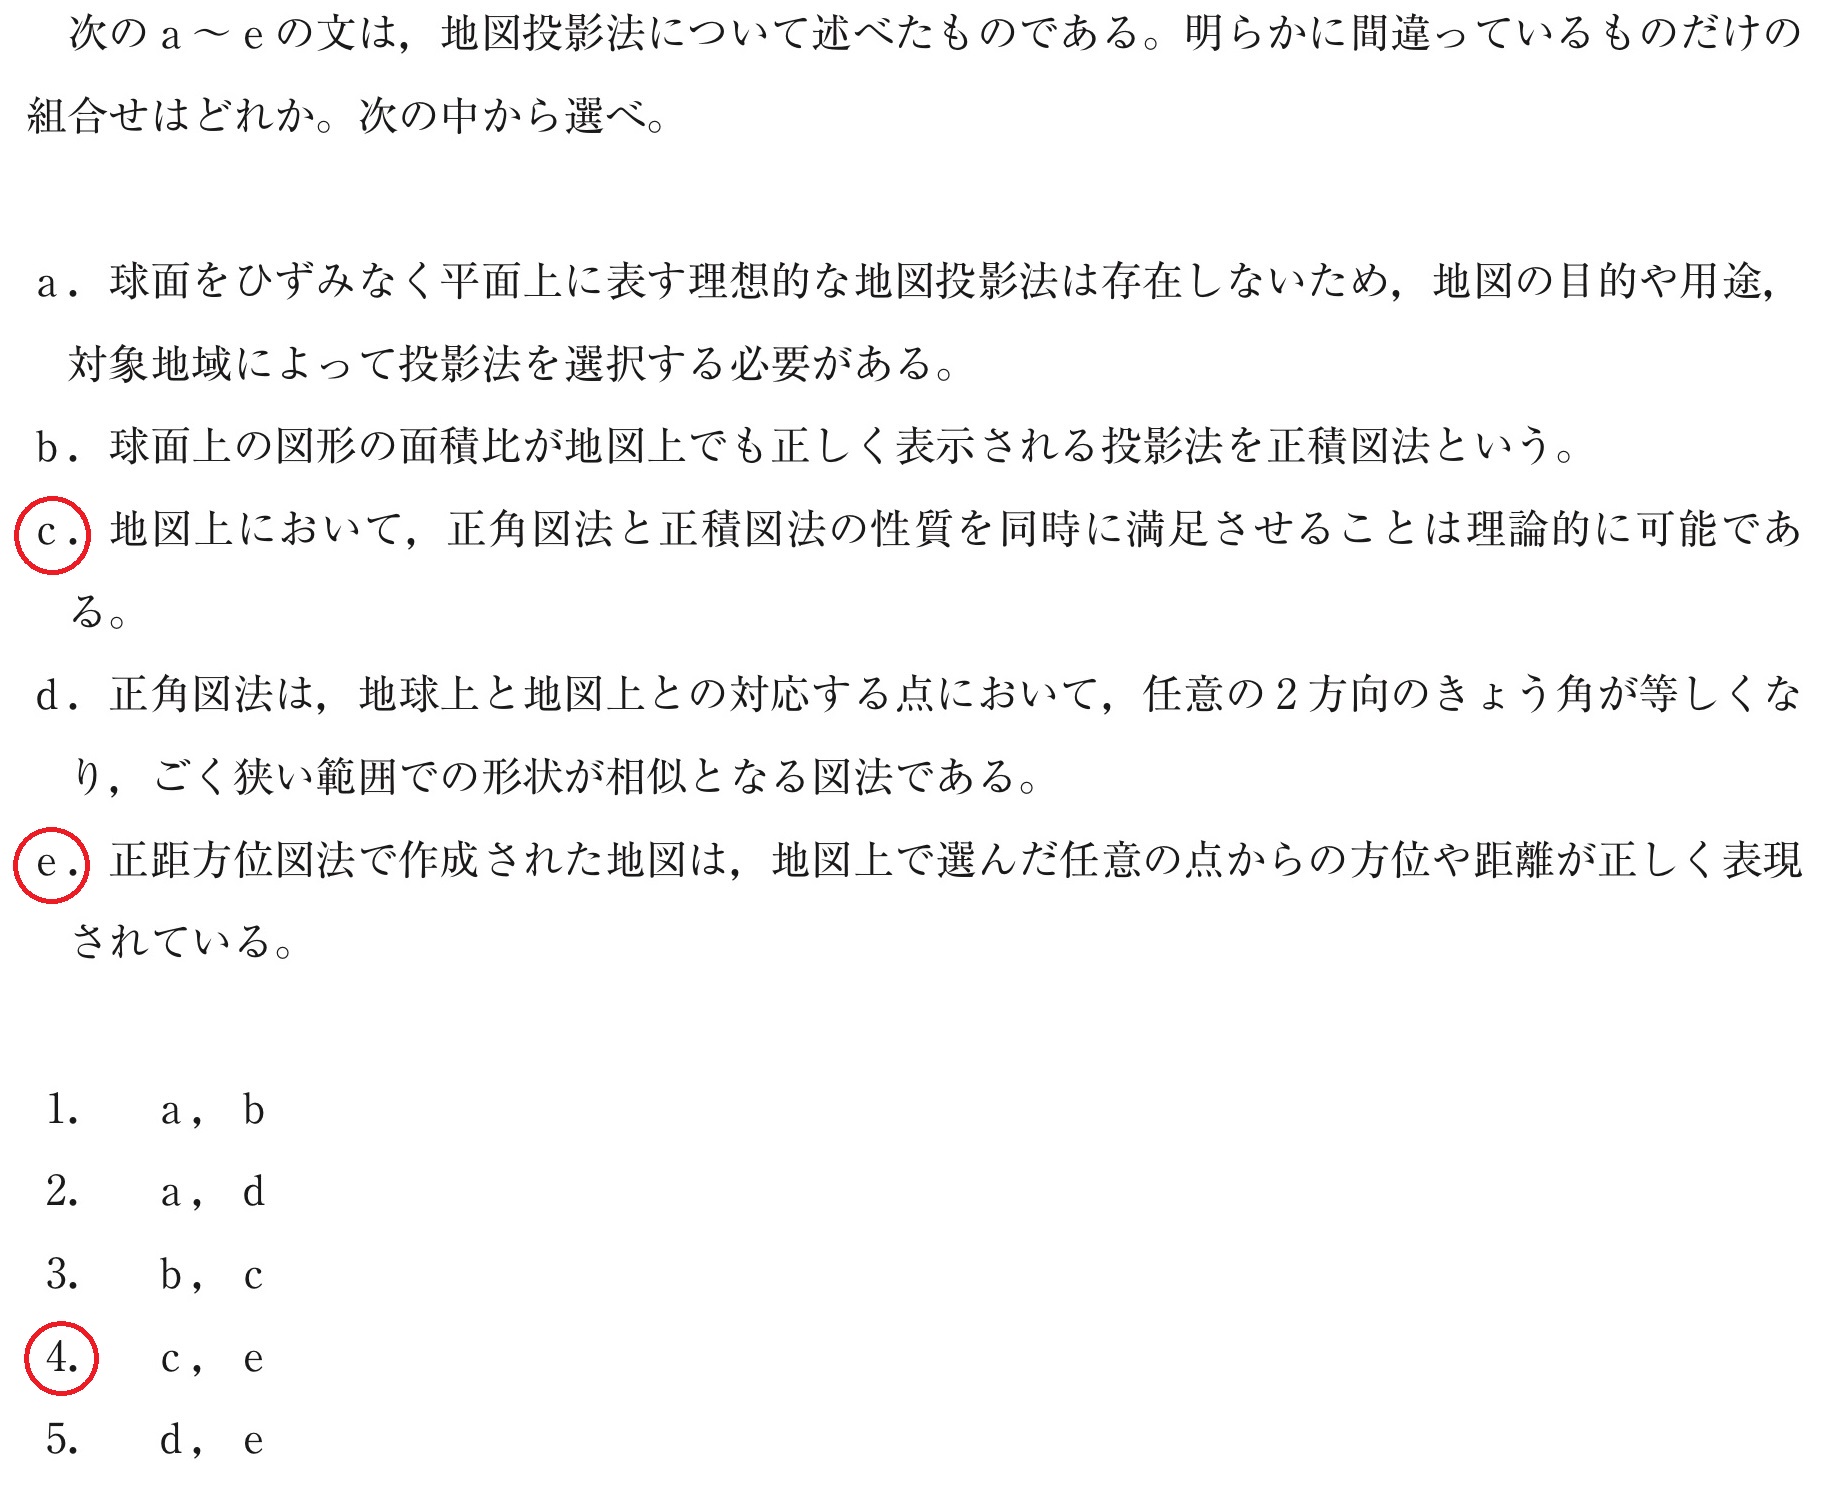 次のa～eの文は，地図投影法について述べたものである。明らかに間違っているものだけの
組合せはどれか。次の中から選べ。
a．球面をひずみなく平面上に表す理想的な地図投影法は存在しないため，地図の目的や用途，
対象地域によって投影法を選択する必要がある。
b．球面上の図形の面積比が地図上でも正しく表示される投影法を正積図法という。
c．地図上において，正角図法と正積図法の性質を同時に満足させることは理論的に可能であ
る。
d．正角図法は，地球上と地図上との対応する点において，任意の2方向のきょう角が等しくな
り，ごく狭い範囲での形状が相似となる図法である。
e．正距方位図法で作成された地図は，地図上で選んだ任意の点からの方位や距離が正しく表現
されている。
1. a， b
2. a， d
3. b， c
4. c， e
5. d， e